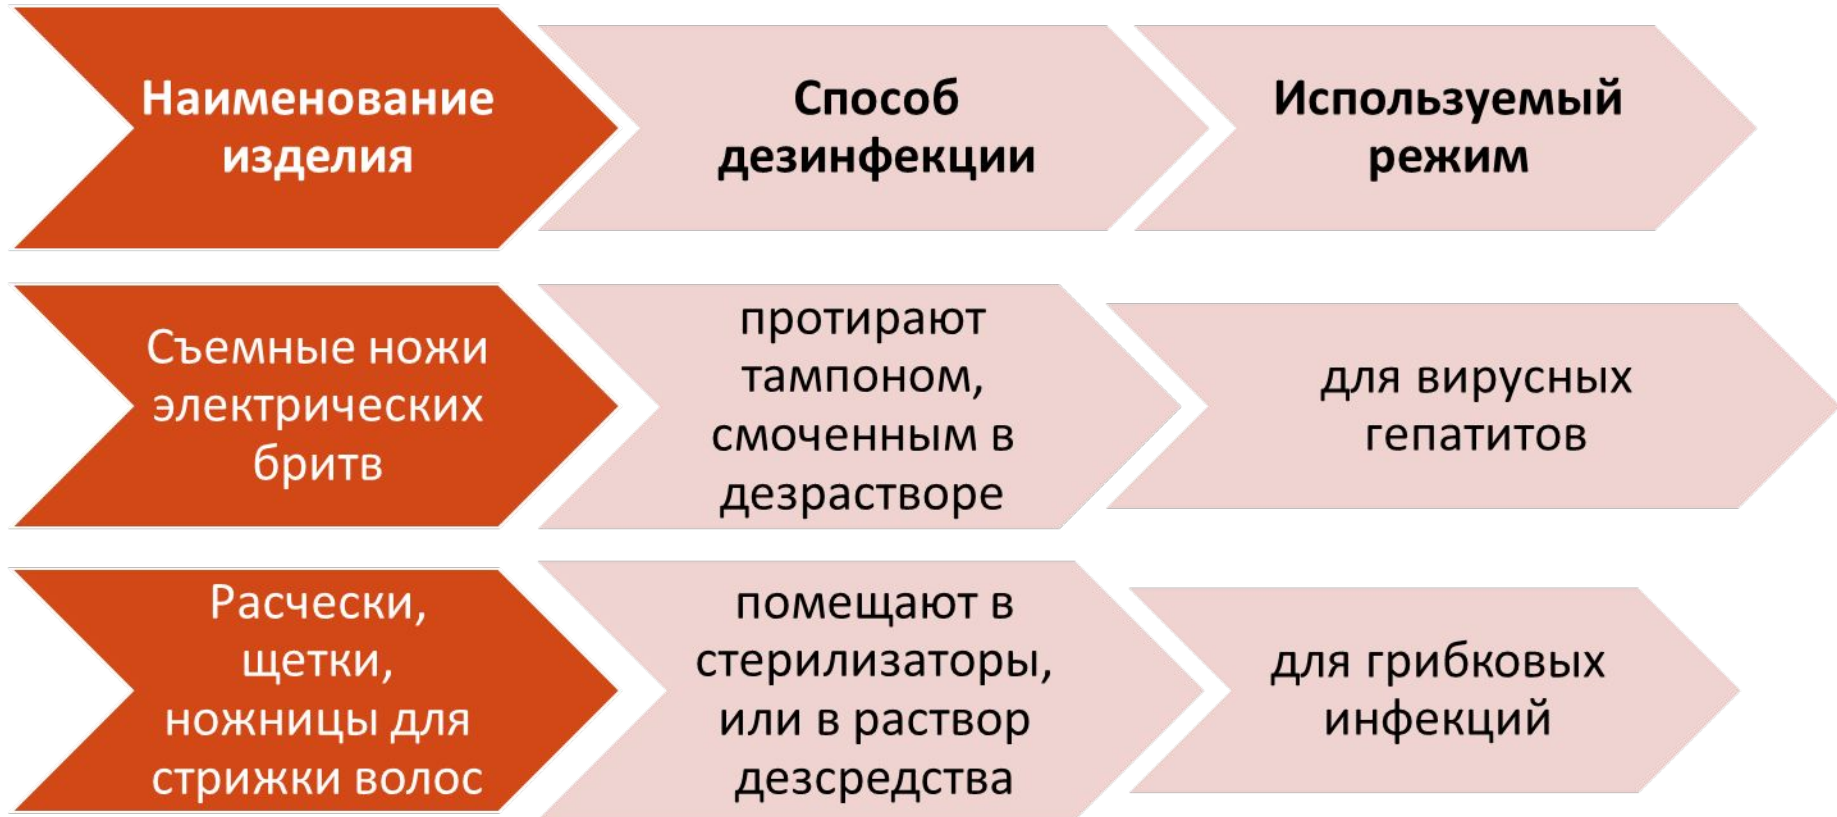 Наименование
изделия
Способ
дезинфекции
Используемый
режим
Съемные ножи
электрических
бритв
протирают
тампоном,
смоченным в
дезрастворе
для вирусных
гепатитов
Расчески,
щетки,
ножницы для
стрижки волос
помещают в
стерилизаторы,
или в раствор
дезсредства
для грибковых
инфекций